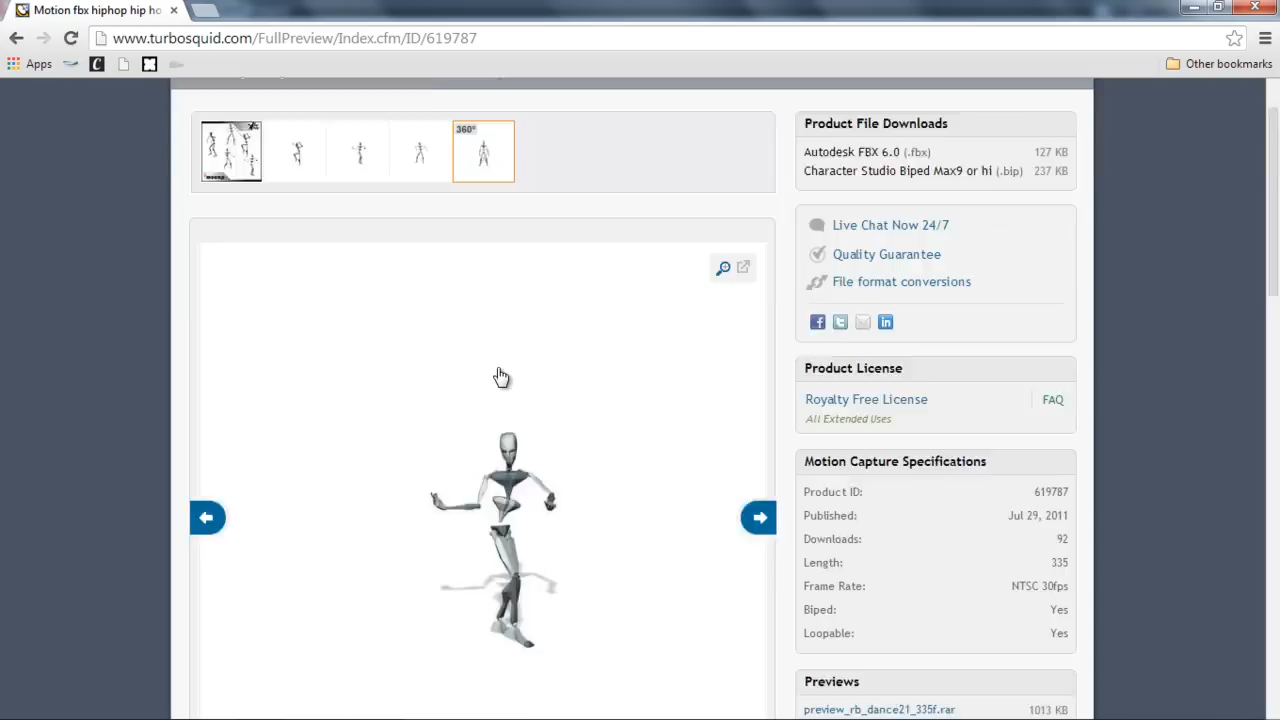 Motion fbx hiphop hip ho
www.turbosquid.com/FullPreview/Index.cfm/ID/619787
Apps
Other bookmarks
360°
Product File Downloads
Autodesk FBX 6.0 (.fbx) 127 KB
Character Studio Biped Max9 or hi (.bip) 237 KB
Live Chat Now 24/7
Quality Guarantee
File format conversions
Product License
Royalty Free License FAQ
All Extended Uses
Motion Capture Specifications
Product ID: 619787
Published: Jul 29, 2011
Downloads: 92
Length: 335
Frame Rate: NTSC 30fps
Biped: Yes
Loopable: Yes
Previews
preview_rb_dance21_335f.rar 1013 KB